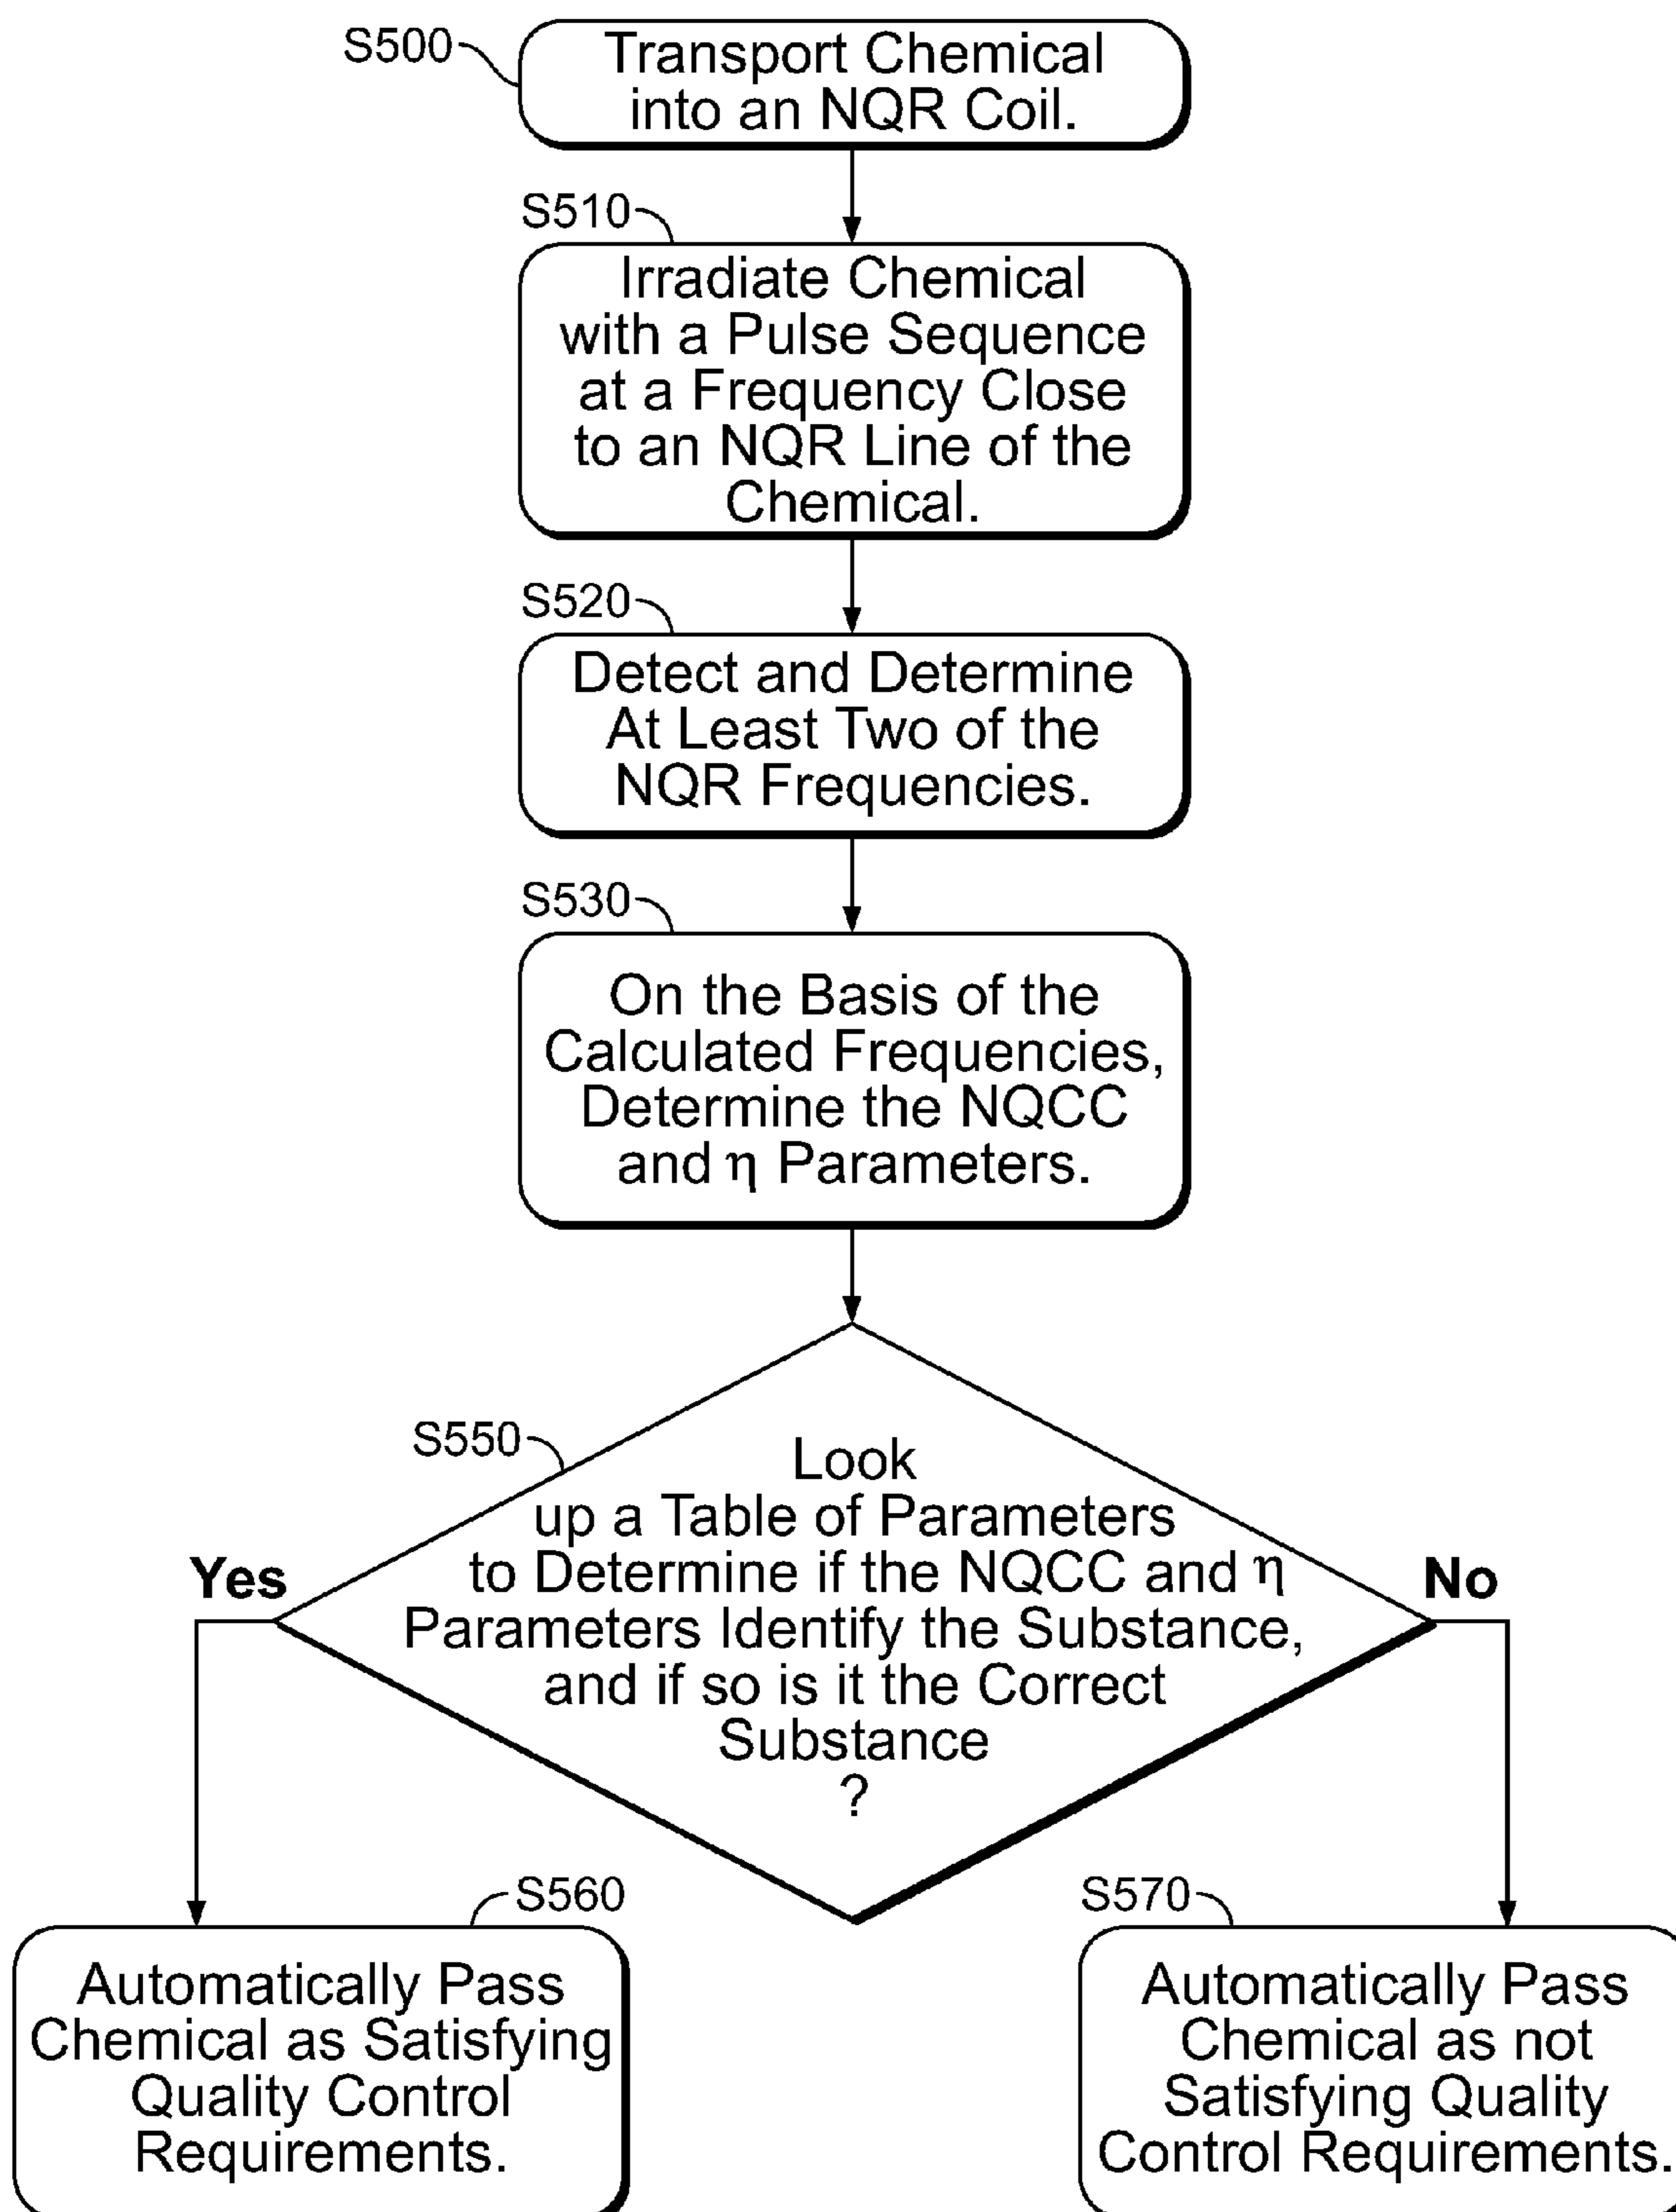 S500
Transport Chemical
into an NQR Coil.
S510
Irradiate Chemical
with a Pulse Sequence
at a Frequency Close
to an NQR Line of the
Chemical.
S520
Detect and Determine
At Least Two of the
NQR Frequencies.
S530
On the Basis of the
Calculated Frequencies,
Determine the NQCC
and η Parameters.
S550
Look
up a Table of Parameters
to Determine if the NQCC and η
Parameters Identify the Substance,
and if so is it the Correct
Substance
?
Yes
No
S560
Automatically Pass
Chemical as Satisfying
Quality Control
Requirements.
S570
Automatically Pass
Chemical as not
Satisfying Quality
Control Requirements.